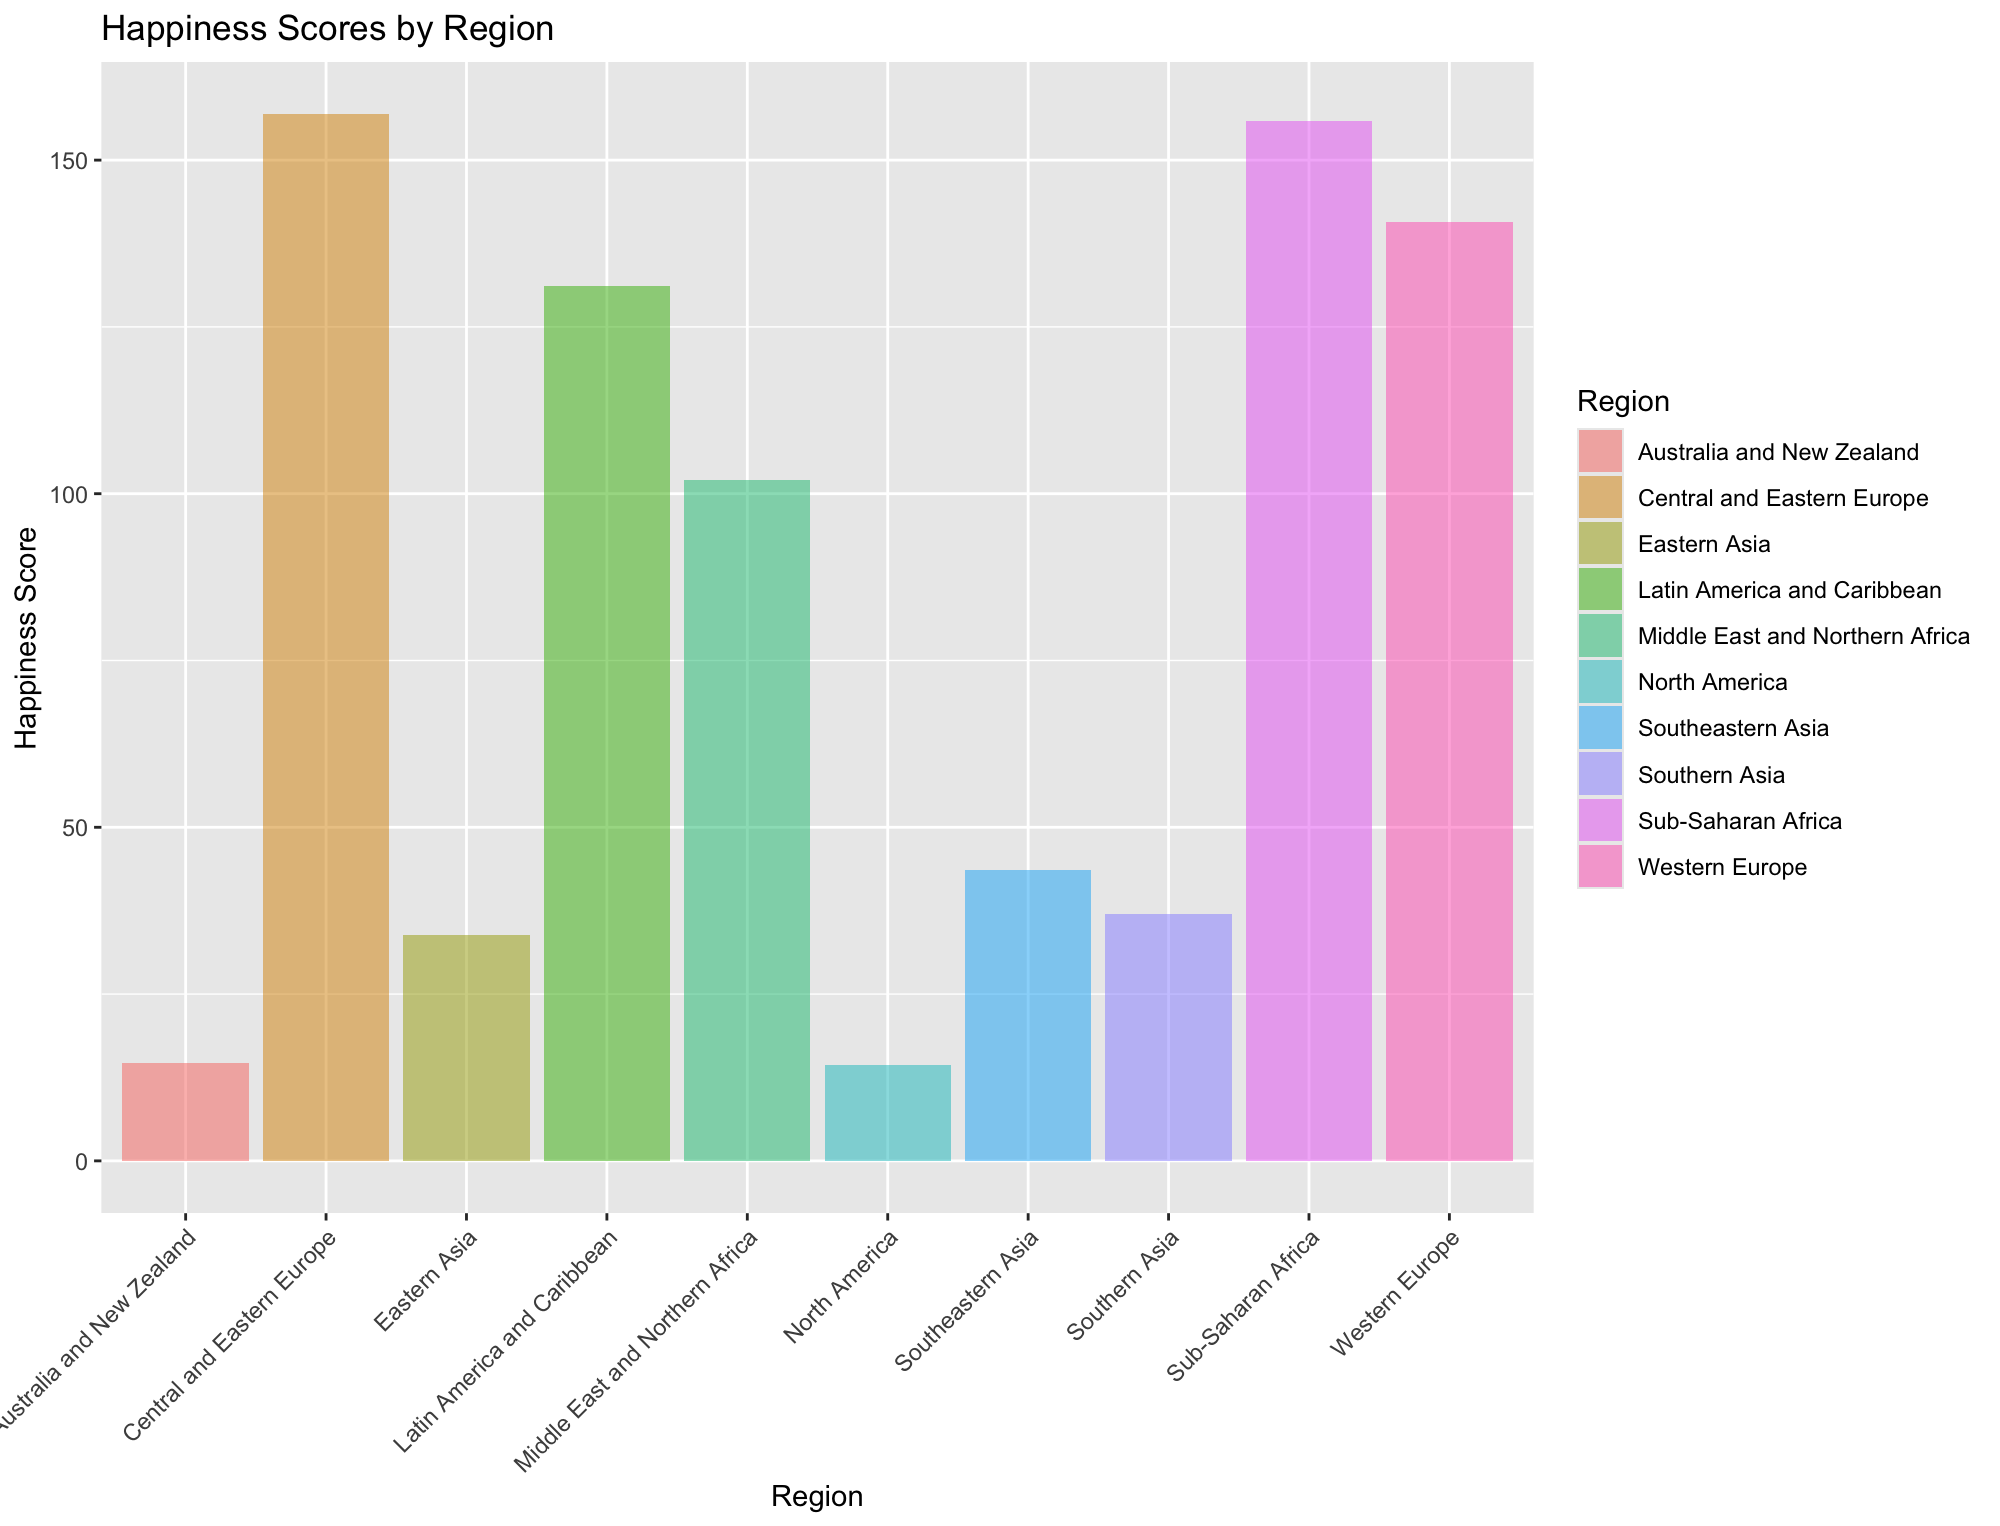 Happiness Scores by Region
Happiness Score
150
100
50
0
Australia and New Zealand
Central and Eastern Europe
Eastern Asia
Latin America and Caribbean
Middle East and Northern Africa
North America
Southeastern Asia
Southern Asia
Sub-Saharan Africa
Western Europe
Region
Region
Australia and New Zealand
Central and Eastern Europe
Eastern Asia
Latin America and Caribbean
Middle East and Northern Africa
North America
Southeastern Asia
Southern Asia
Sub-Saharan Africa
Western Europe